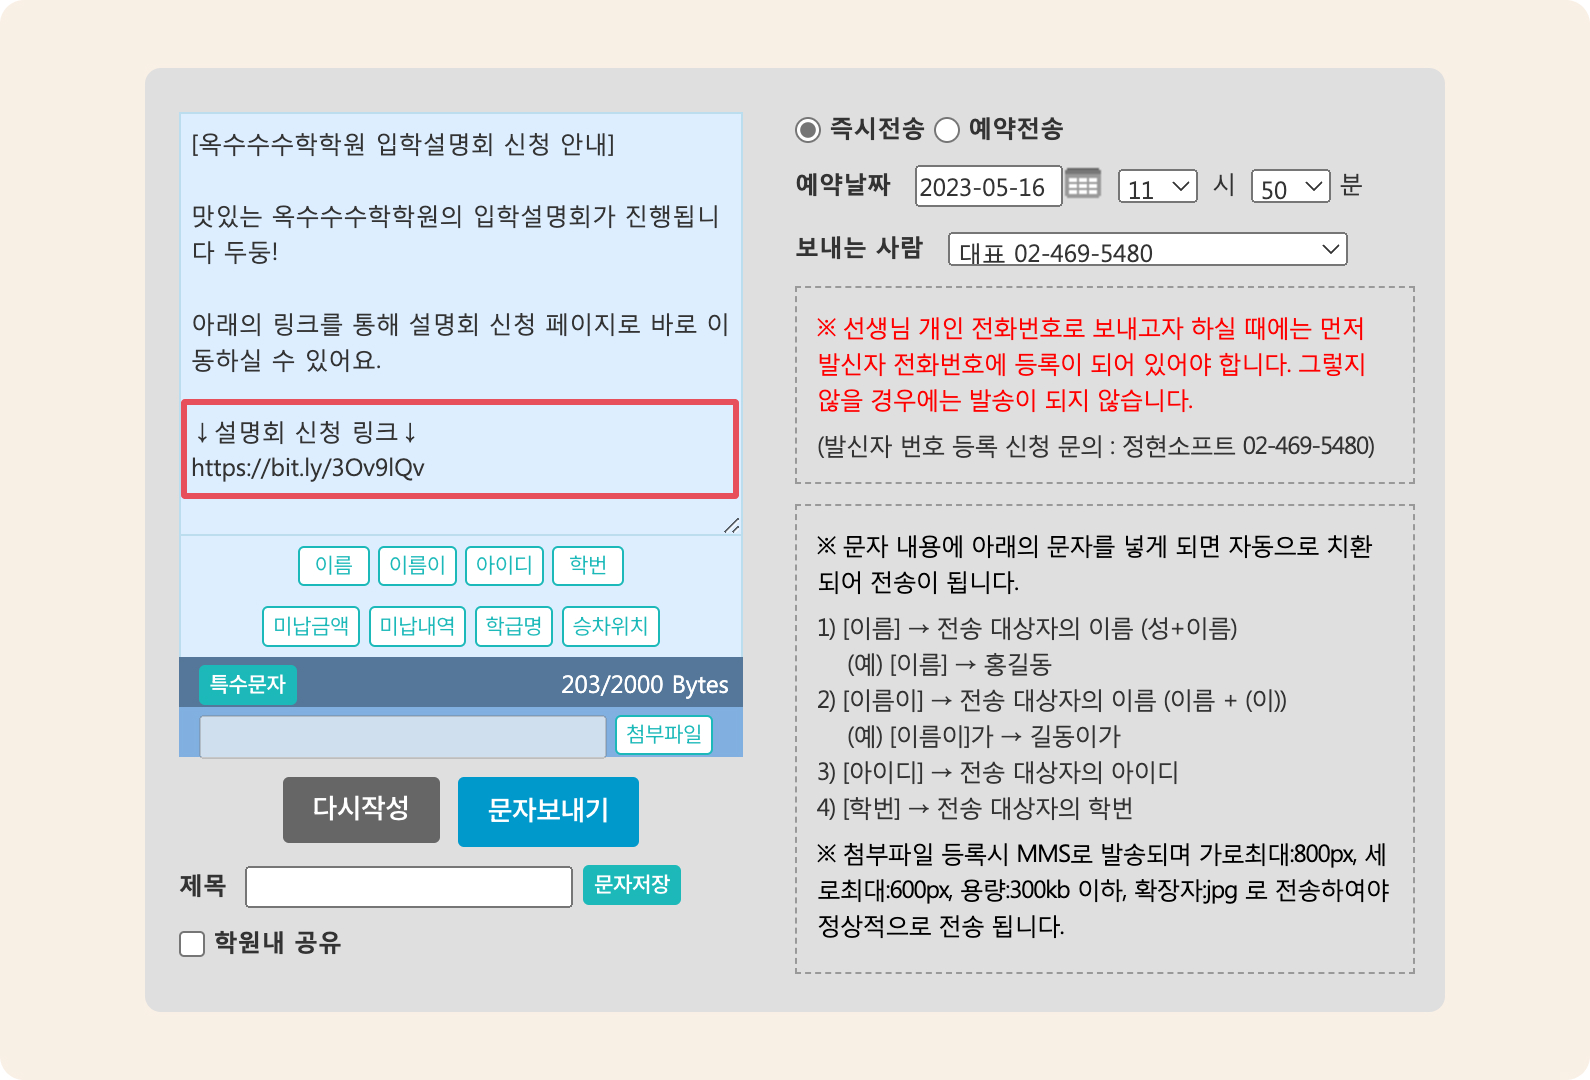 [옥수수수학학원 입학설명회 신청 안내]
맛있는 옥수수수학학원의 입학설명회가 진행됩니
다 두둥!
아래의 링크를 통해 설명회 신청 페이지로 바로 이
동하실 수 있어요.
↓설명회 신청 링크↓
https://bit.ly/3Ov9lQv
이름 이름이 아이디 학번
미납금액 미납내역 학급명 승차위치
특수문자 203/2000 Bytes
첨부파일
다시작성 문자보내기
제목 문자저장
학원내 공유
즉시전송 예약전송
예약날짜 2023-05-16 11 시 50 분
보내는 사람 대표 02-469-5480
※ 선생님 개인 전화번호로 보내고자 하실 때에는 먼저
발신자 전화번호에 등록이 되어 있어야 합니다. 그렇지
않을 경우에는 발송이 되지 않습니다.
(발신자 번호 등록 신청 문의 : 정현소프트 02-469-5480)
※ 문자 내용에 아래의 문자를 넣게 되면 자동으로 치환
되어 전송이 됩니다.
1) [이름] → 전송 대상자의 이름 (성+이름)
(예) [이름] → 홍길동
2) [이름이] → 전송 대상자의 이름 (이름 + (이))
(예) [이름이]가 → 길동이가
3) [아이디] → 전송 대상자의 아이디
4) [학번] → 전송 대상자의 학번
※ 첨부파일 등록시 MMS로 발송되며 가로최대:800px, 세
로최대:600px, 용량:300kb 이하, 확장자:jpg 로 전송하여야
정상적으로 전송 됩니다.